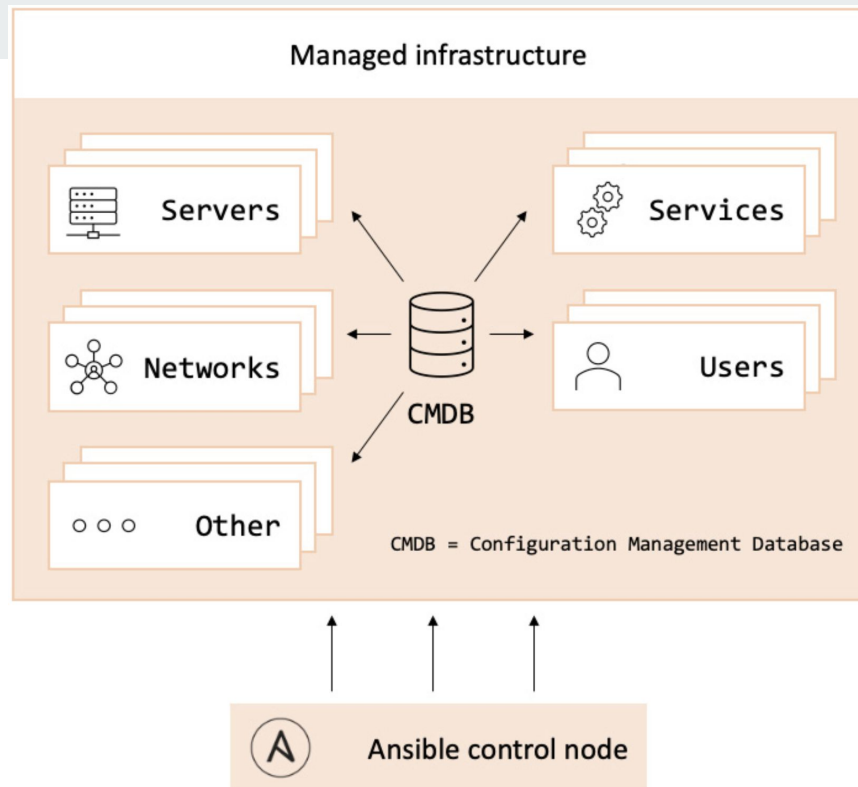 Managed infrastructure
Servers
Services
Networks
Users
CMDB
Other
CMDB = Configuration Management Database
Ansible control node